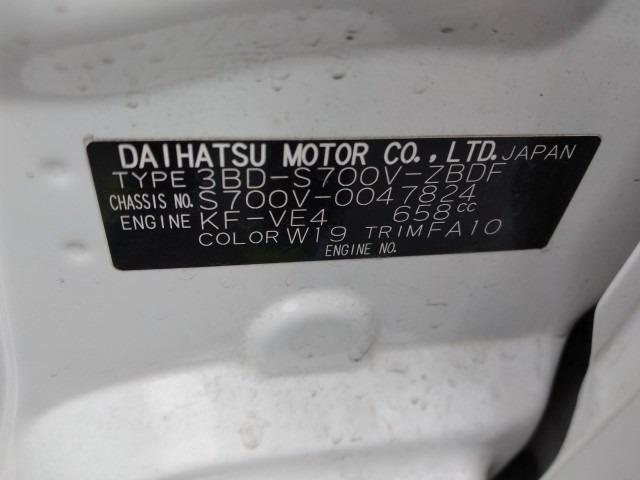 DAIHATSU MOTOR CO.,LTD. JAPAN
TYPE 3BD-S700V-ZBDF
CHASSIS NO. S700V-0047824
ENGINE KF-VE4 658cc
COLOR W19 TRIM FA10
ENGINE NO.